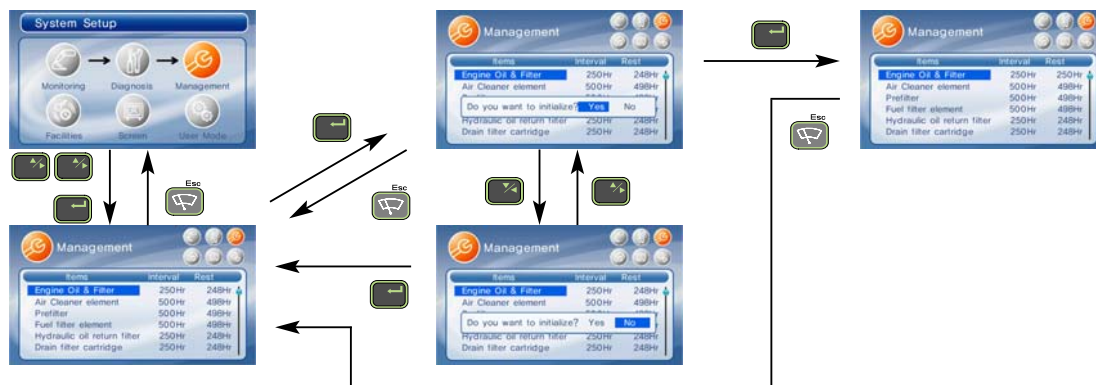 System Setup
Monitoring Diagnosis Management
Facilities Screen User Mode
Esc
Management
Items Interval Rest
Engine Oil & Filter 250Hr 248Hr
Air Cleaner element 500Hr 498Hr
Prefilter 500Hr 498Hr
Fuel filter element 500Hr 498Hr
Hydraulic oil return filter 250Hr 248Hr
Drain filter cartridge 250Hr 248Hr
Management
Items Interval Rest
Engine Oil & Filter 250Hr 248Hr
Air Cleaner element 500Hr 498Hr
Do you want to initialize? Yes No
Hydraulic oil return filter 250Hr 248Hr
Drain filter cartridge 250Hr 248Hr
Esc
Management
Items Interval Rest
Engine Oil & Filter 250Hr 248Hr
Air Cleaner element 500Hr 498Hr
Do you want to initialize? Yes No
Hydraulic oil return filter 250Hr 248Hr
Drain filter cartridge 250Hr 248Hr
Management
Items Interval Rest
Engine Oil & Filter 250Hr 250Hr
Air Cleaner element 500Hr 498Hr
Prefilter 500Hr 498Hr
Fuel filter element 500Hr 498Hr
Hydraulic oil return filter 250Hr 248Hr
Drain filter cartridge 250Hr 248Hr
Esc